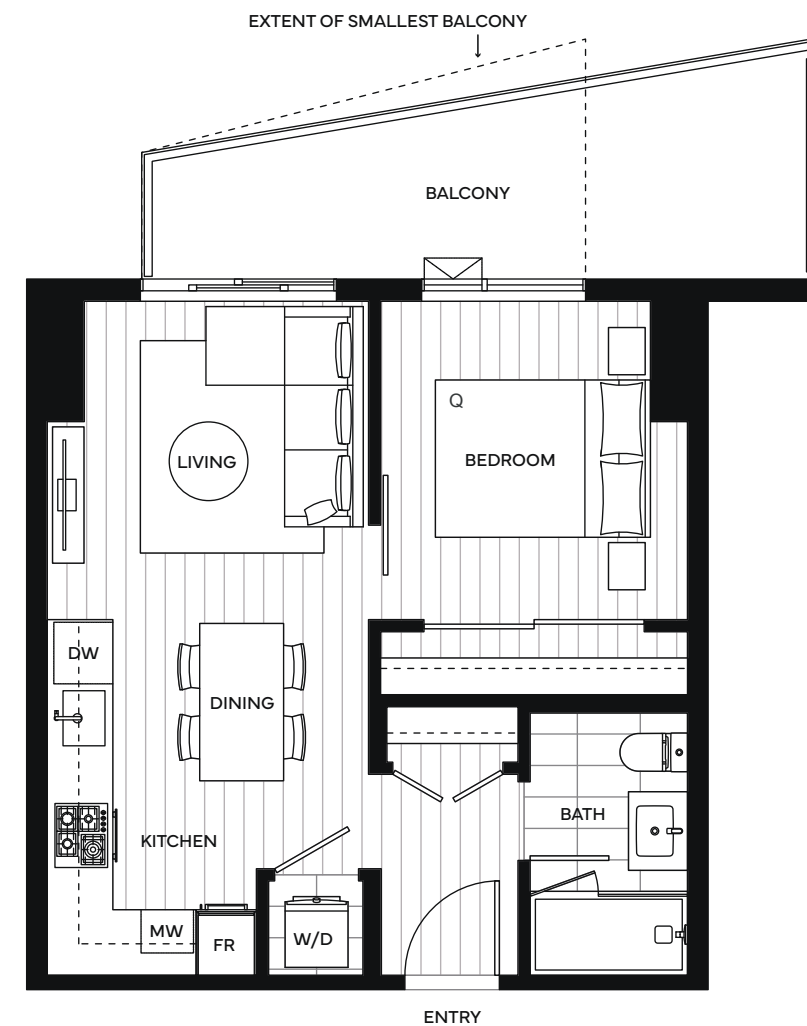 EXTENT OF SMALLEST BALCONY
BALCONY
Q
LIVING
BEDROOM
DW
DINING
BATH
KITCHEN
MW
FR
W/D
ENTRY